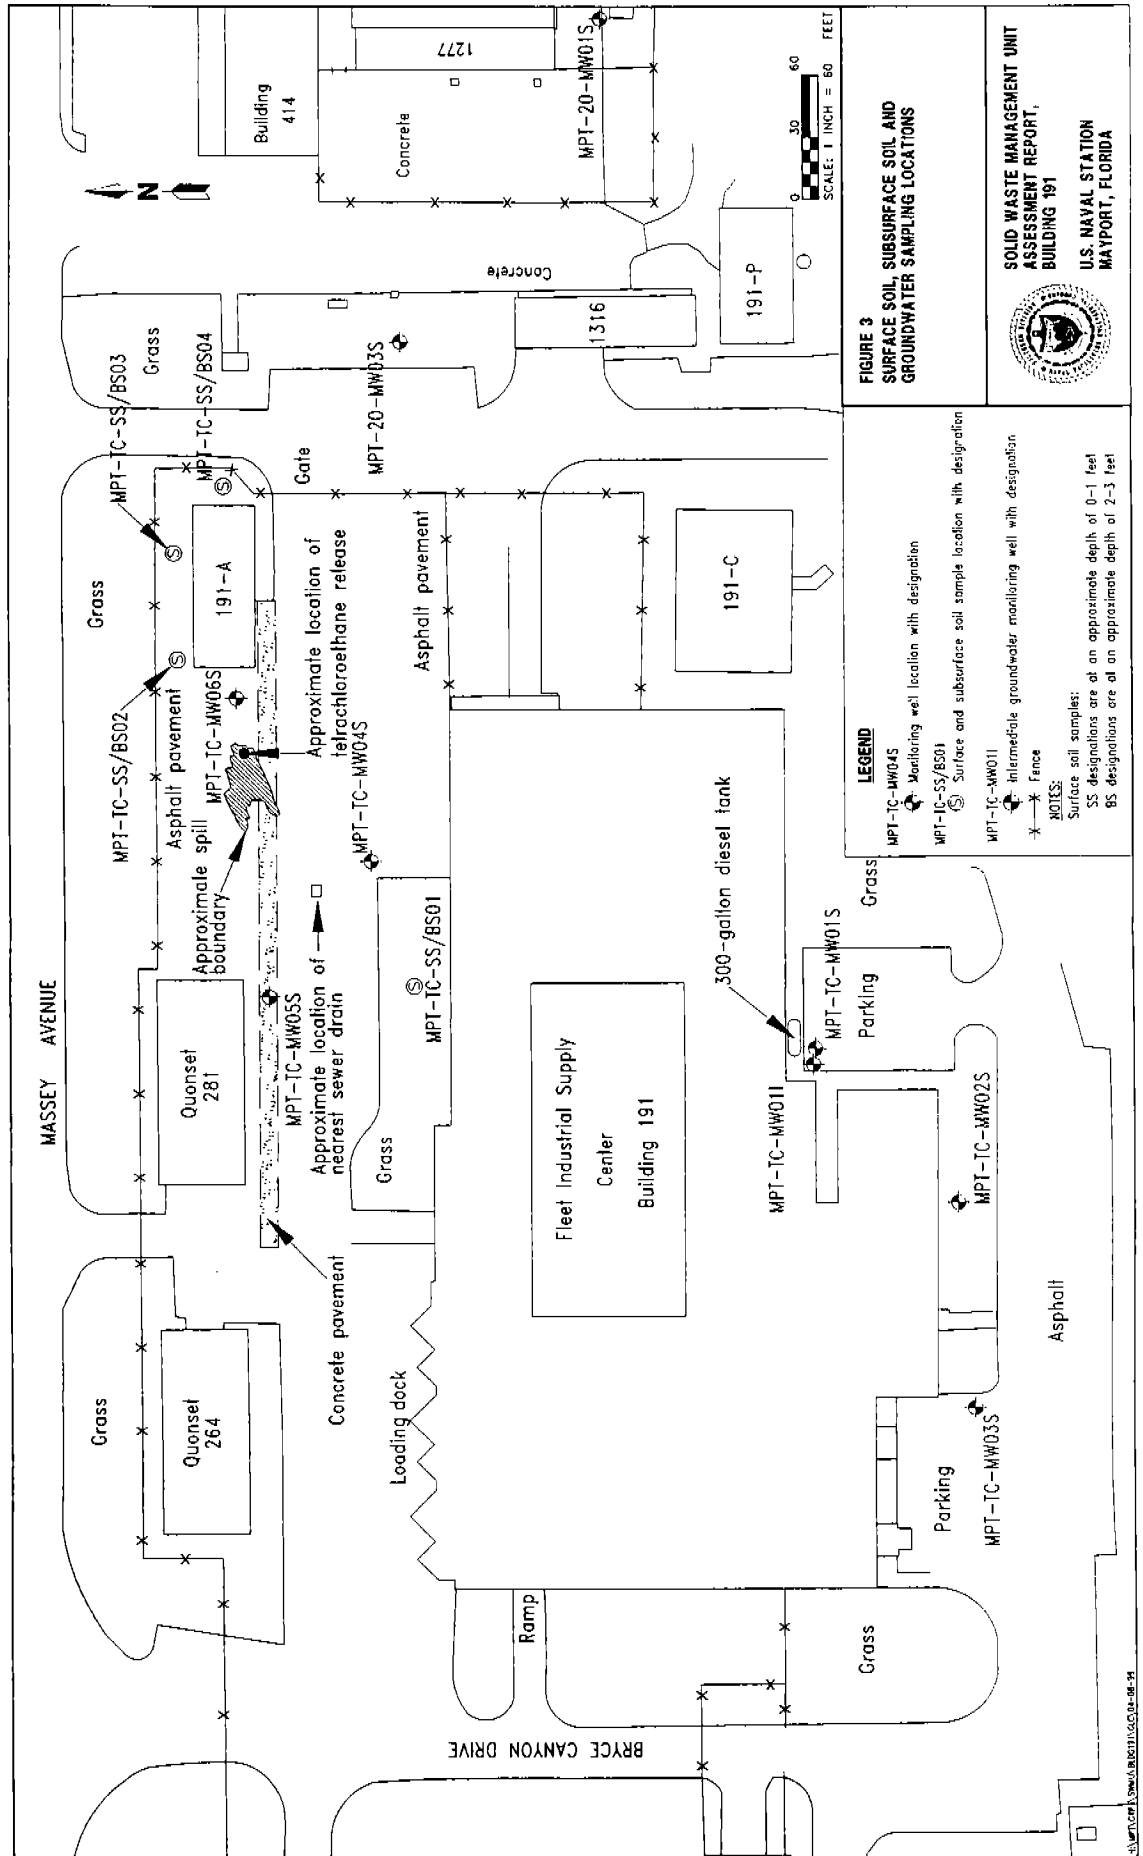 MASSEY AVENUE
Grass
Quonset
264
Quonset
281
Grass
MPT-TC-SS/BS03
MPT-TC-SS/BS04
MPT-TC-SS/BS02
Asphalt pavement
191-A
Grass
N
Building
414
1277
Concrete
MPT-20-MW01S
Approximate spill
boundary
MPT-TC-MW06S
MPT-TC-MW05S
Approximate location of
nearest sewer drain
Approximate location of
tetrachloroethane release
Gate
MPT-20-MW03S
Concrete
Concrete pavement
MPT-TC-MW04S
Asphalt pavement
MPT-TC-SS/BS01
Grass
Loading dock
1316
191-P
191-C
Fleet Industrial Supply
Center
Building 191
300-gallon diesel tank
MPT-TC-MW01S
MPT-TC-MW01I
Parking
Grass
MPT-TC-MW02S
MPT-TC-MW03S
Parking
Asphalt
Ramp
Grass
BRYCE CANYON DRIVE
0 30 60
SCALE: 1 INCH = 60 FEET
LEGEND
MPT-TC-MW04S
Monitoring well location with designation
MPT-TC-SS/BS01
S Surface and subsurface soil sample location with designation
MPT-TC-MW01I
Intermediate groundwater monitoring well with designation
X X Fence
NOTES:
Surface soil samples:
SS designations are at an approximate depth of 0-1 feet
BS designations are at an approximate depth of 2-3 feet
FIGURE 3
SURFACE SOIL, SUBSURFACE SOIL AND
GROUNDWATER SAMPLING LOCATIONS
SOLID WASTE MANAGEMENT UNIT
ASSESSMENT REPORT,
BUILDING 191
U.S. NAVAL STATION
MAYPORT, FLORIDA